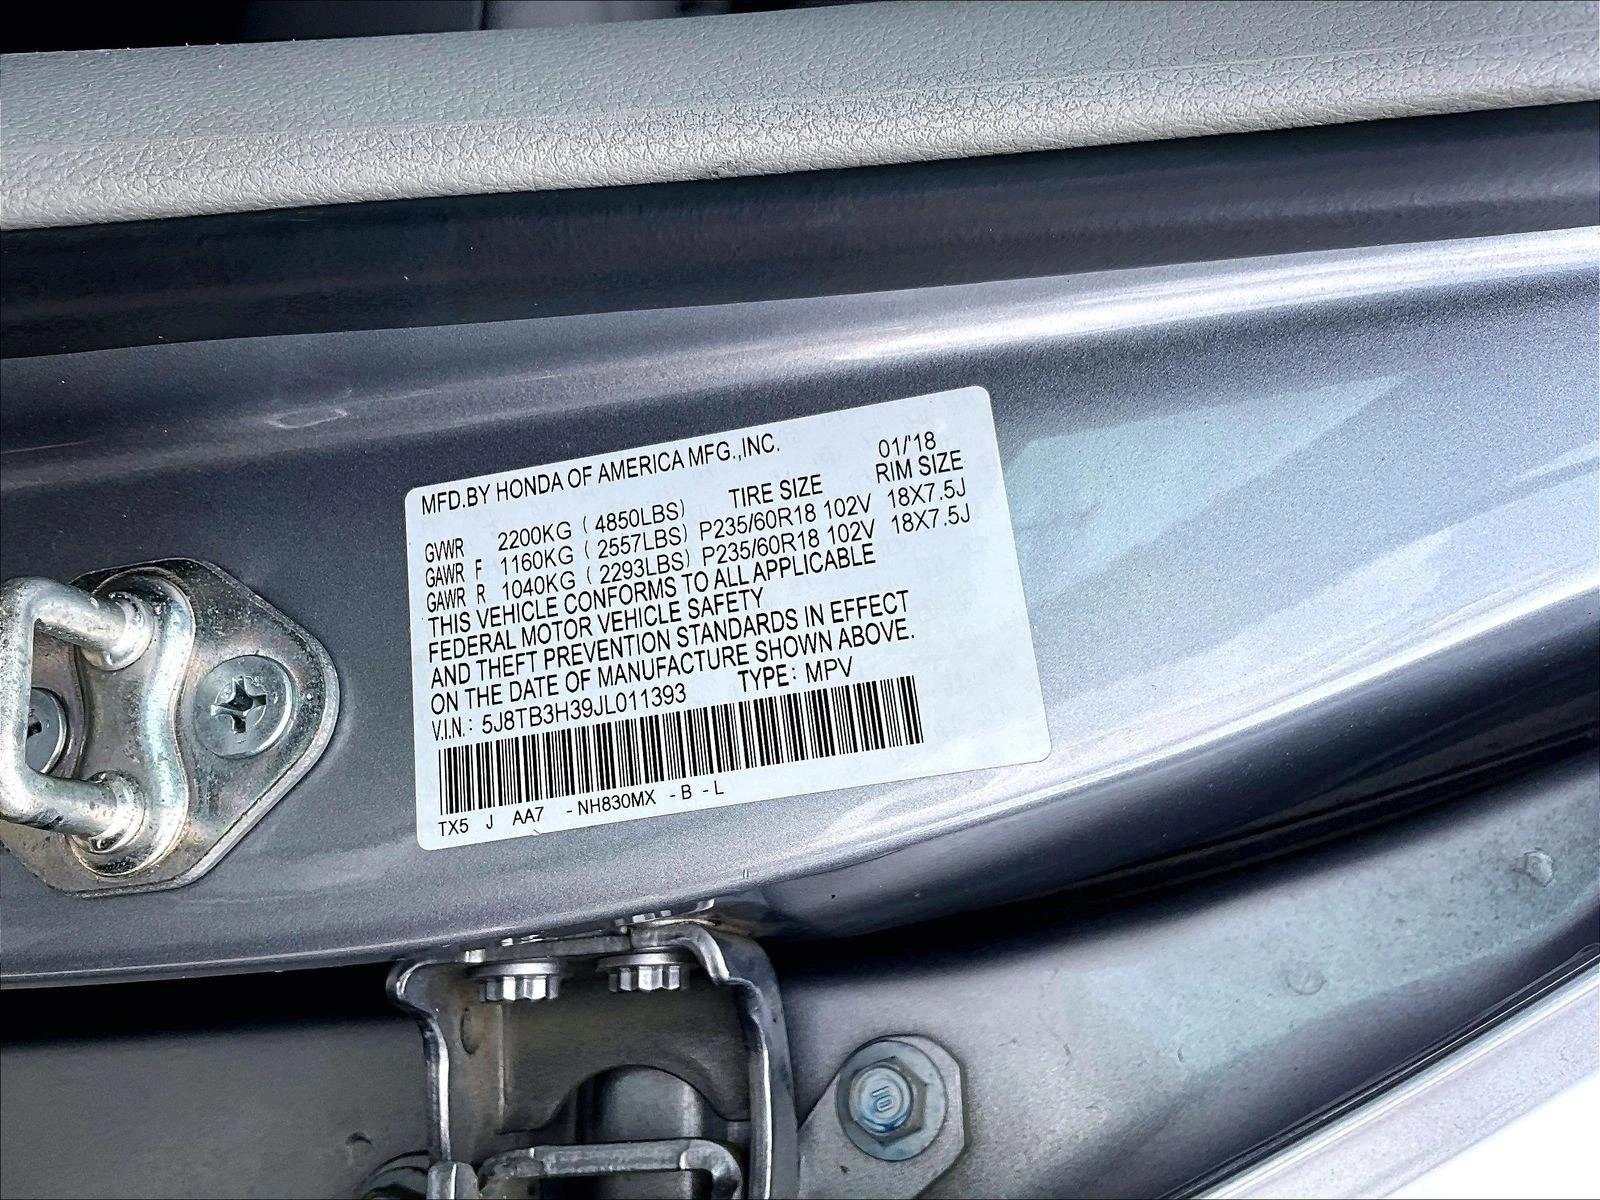 MFD.BY HONDA OF AMERICA MFG.,INC. 01/'18
TIRE SIZE RIM SIZE
GVWR 2200KG ( 4850LBS)
GAWR F 1160KG ( 2557LBS) P235/60R18 102V 18X7.5J
GAWR R 1040KG ( 2293LBS) P235/60R18 102V 18X7.5J
THIS VEHICLE CONFORMS TO ALL APPLICABLE
FEDERAL MOTOR VEHICLE SAFETY
AND THEFT PREVENTION STANDARDS IN EFFECT
ON THE DATE OF MANUFACTURE SHOWN ABOVE.
V.I.N.: 5J8TB3H39JL011393 TYPE: MPV
TX5 J AA7 -NH830MX -B -L